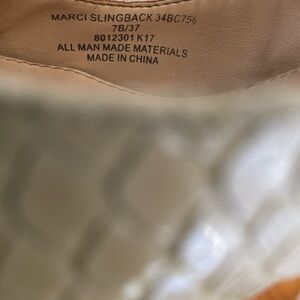 MARCI SLINGBACK 34BC756
7B/37
8012301 K17
ALL MAN MADE MATERIALS
MADE IN CHINA